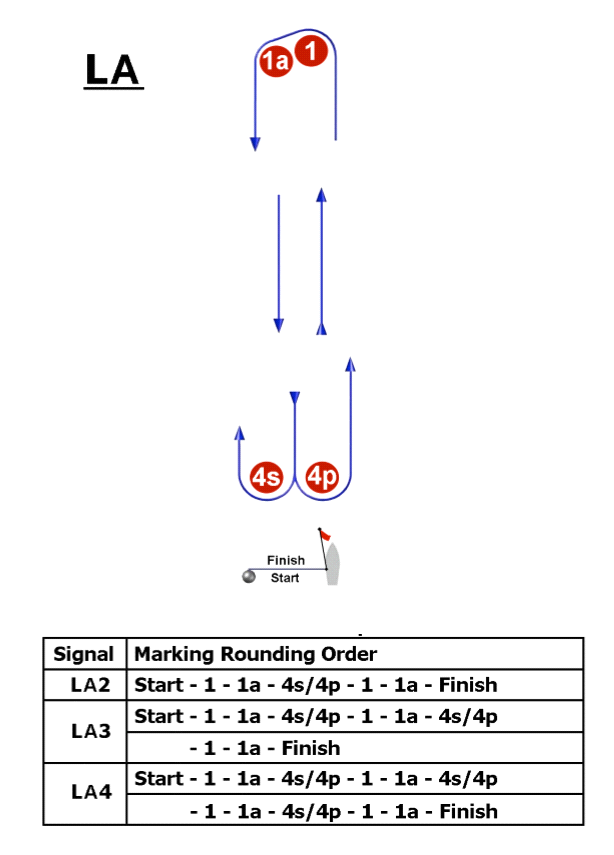 LA
1
1a
4s
4p
Finish
Start
Signal Marking Rounding Order
LA2 Start - 1 - 1a - 4s/4p - 1 - 1a - Finish
LA3 Start - 1 - 1a - 4s/4p - 1 - 1a - 4s/4p
- 1 - 1a - Finish
LA4 Start - 1 - 1a - 4s/4p - 1 - 1a - 4s/4p
- 1 - 1a - 4s/4p - 1 - 1a - Finish